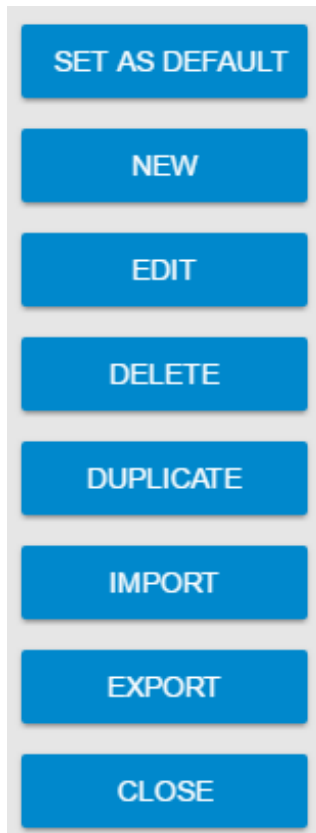 SET AS DEFAULT
NEW
EDIT
DELETE
DUPLICATE
IMPORT
EXPORT
CLOSE